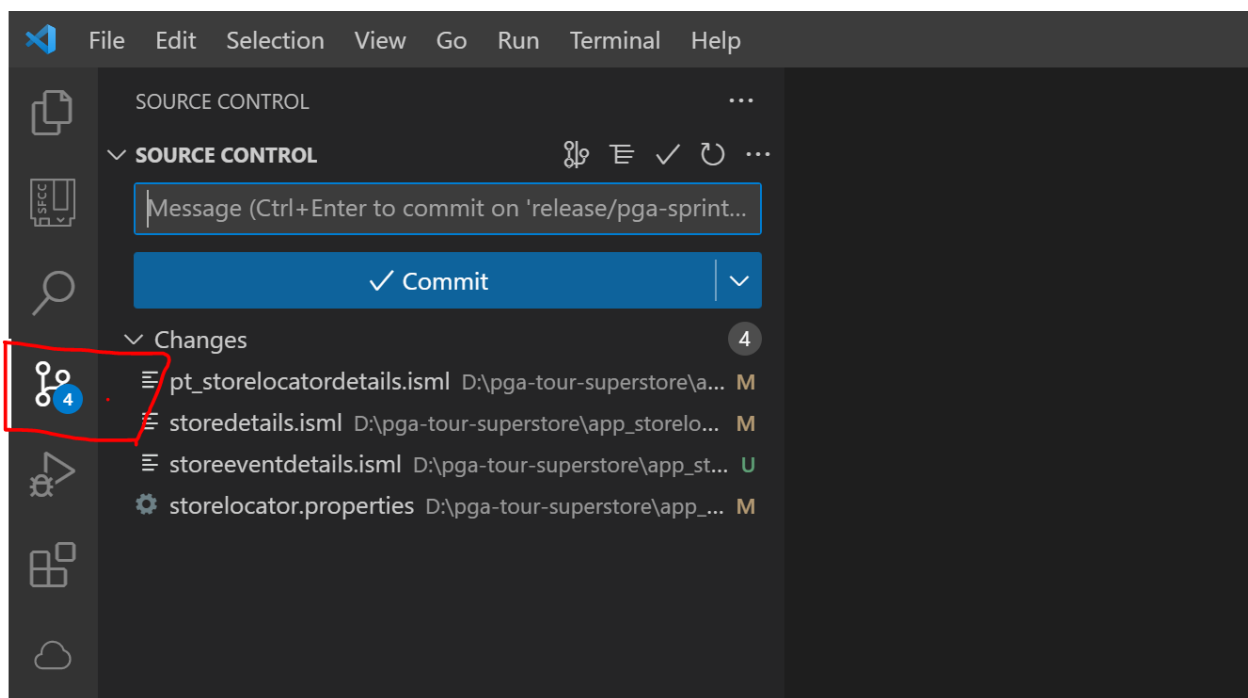 File Edit Selection View Go Run Terminal Help
SOURCE CONTROL ...
SOURCE CONTROL ...
SFCC
Message (Ctrl+Enter to commit on 'release/pga-sprint...
Commit
Changes 4
4
pt_storelocatordetails.isml D:\pga-tour-superstore\a... M
storedetails.isml D:\pga-tour-superstore\app_storelo... M
storeeventdetails.isml D:\pga-tour-superstore\app_st... U
storelocator.properties D:\pga-tour-superstore\app_... M